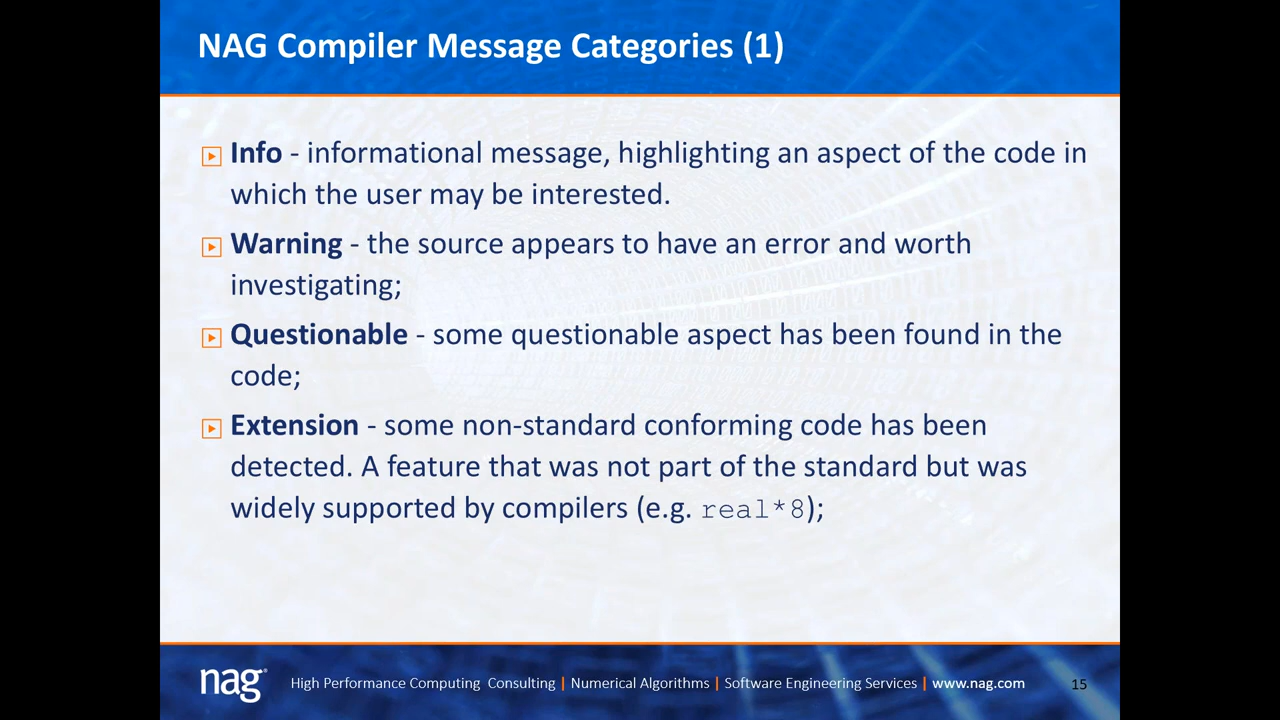 NAG Compiler Message Categories (1)
Info - informational message, highlighting an aspect of the code in
which the user may be interested.
Warning - the source appears to have an error and worth
investigating;
Questionable - some questionable aspect has been found in the
code;
Extension - some non-standard conforming code has been
detected. A feature that was not part of the standard but was
widely supported by compilers (e.g. real*8);
nag®
High Performance Computing Consulting | Numerical Algorithms | Software Engineering Services | www.nag.com
15